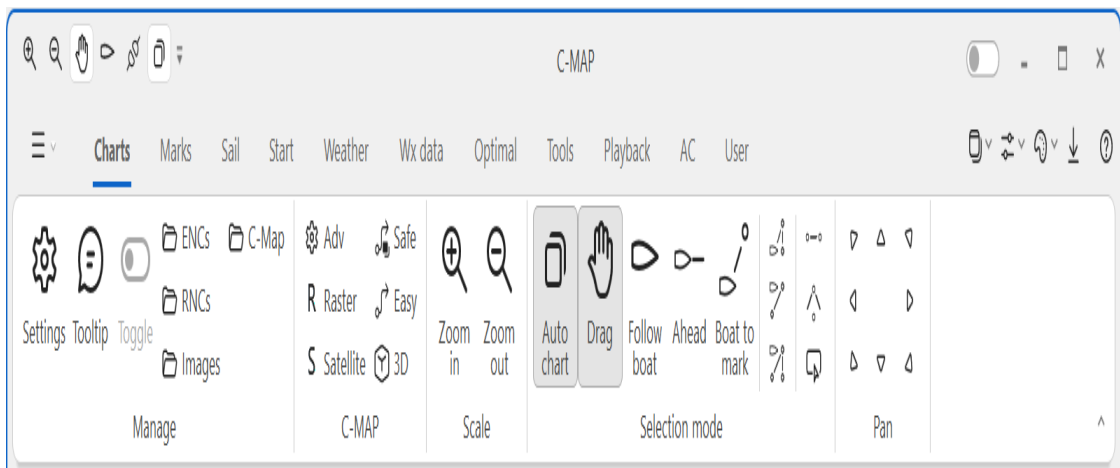 C-MAP
Charts Marks Sail Start Weather Wx data Optimal Tools Playback AC User
ENCs C-Map Adv Safe
RNCs R Raster Easy
Settings Tooltip Toggle Zoom in Zoom out Auto chart Drag Follow boat Ahead Boat to mark
Images S Satellite 3D
Manage C-MAP Scale Selection mode Pan